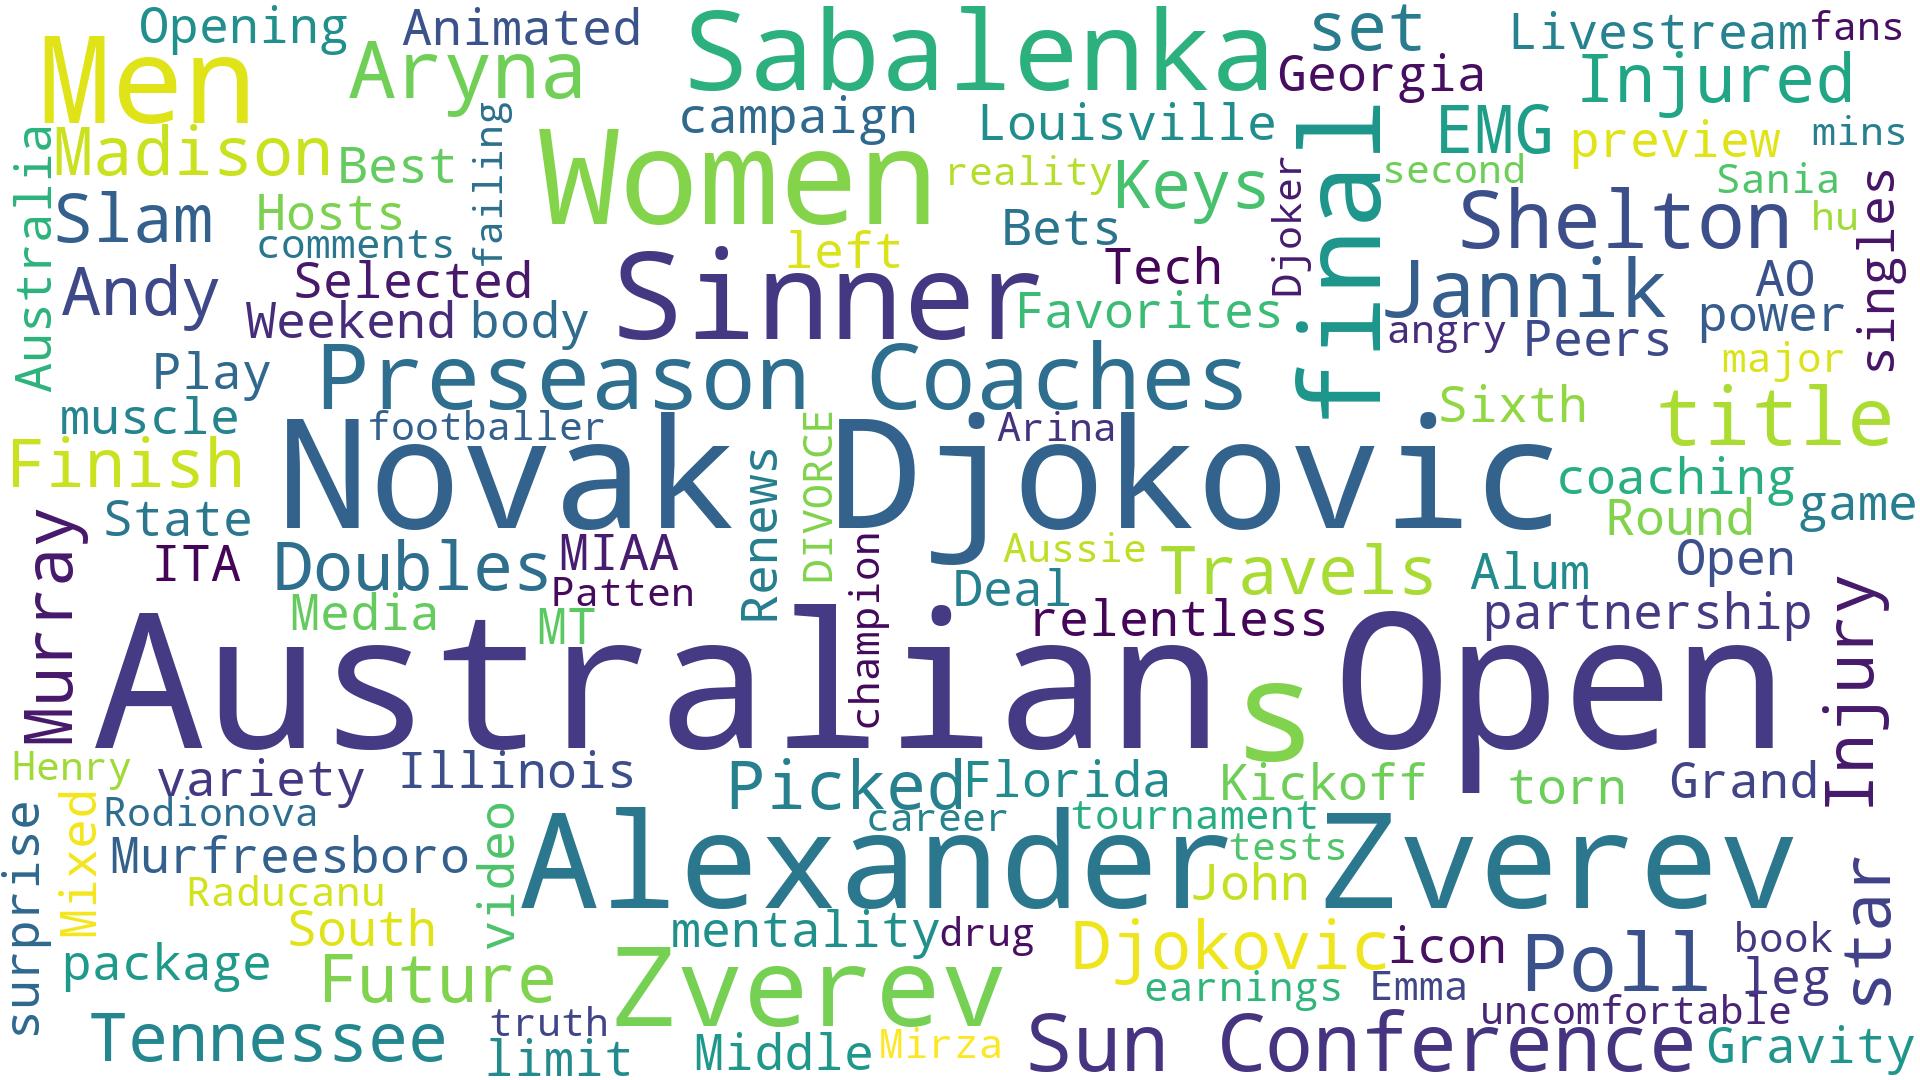 Opening
Animated
Sabalenka
set
Livestream
fans
Men
Aryna
Georgia
Injured
campaign
Louisville
EMG
preview
mins
Australia
Madison
Best
failing
Women
reality
Keys
final
Djoker
second
Sania
singles
Slam
Hosts
comments
left
Bets
Shelton
hu
Andy
Selected
Sinner
Tech
Jannik
AO
Weekend
body
Favorites
angry
Peers
power
Play
Preseason Coaches
major
muscle
footballer
Arina
Sixth
title
Finish
Novak Djokovic
Renews
DIVORCE
coaching
State
Round
game
Murray
ITA
Doubles
MIAA
champion
Aussie
Travels
Alum
Open
Patten
Deal
Media
MT
relentless
partnership
Injury
Australian
s
Open
Henry
variety
Illinois
Picked
Florida
Kickoff
torn
Grand
surprise
Mixed
Rodionova
video
career
tournament
Murfreesboro
Alexander Zverev
tests
star
Raducanu
John
South
mentality
drug
Djokovic
icon
Poll
book
package
Future
Zverev
earnings
Emma
leg
uncomfortable
Tennessee
truth
limit
Middle
Mirza
Sun Conference
Gravity